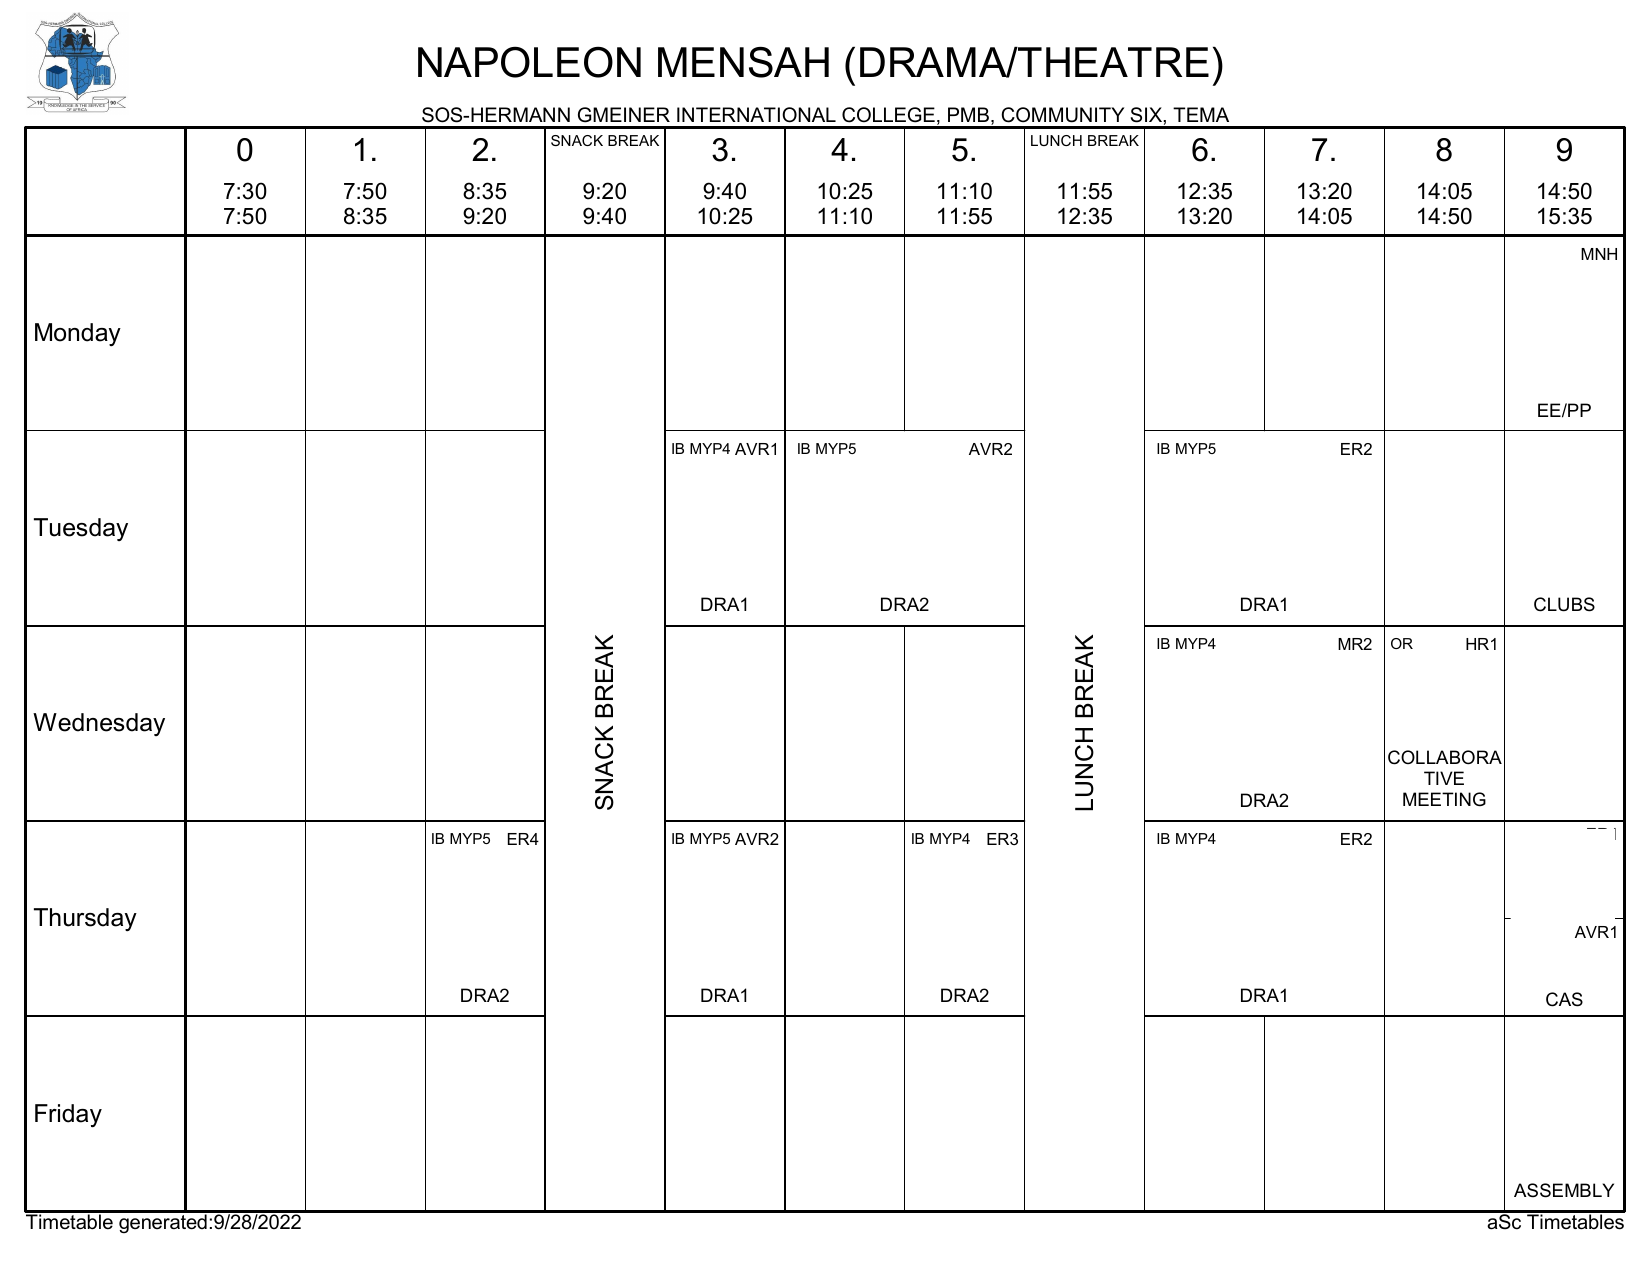 NAPOLEON MENSAH (DRAMA/THEATRE)
SOS-HERMANN GMEINER INTERNATIONAL COLLEGE, PMB, COMMUNITY SIX, TEMA
0 1. 2. SNACK BREAK 3. 4. 5. LUNCH BREAK 6. 7. 8 9
7:30 7:50 8:35 9:20 9:40 10:25 11:10 11:55 12:35 13:20 14:05 14:50
7:50 8:35 9:20 9:40 10:25 11:10 11:55 12:35 13:20 14:05 14:50 15:35
MNH
Monday
EE/PP
IB MYP4 AVR1 IB MYP5 AVR2 IB MYP5 ER2
Tuesday
DRA1 DRA2 DRA1 CLUBS
SNACK BREAK
LUNCH BREAK
IB MYP4 MR2 OR HR1
Wednesday
COLLABORA
TIVE
DRA2 MEETING
IB MYP5 ER4 IB MYP5 AVR2 IB MYP4 ER3 IB MYP4 ER2
Thursday
AVR1
DRA2 DRA1 DRA2 DRA1 CAS
Friday
ASSEMBLY
Timetable generated:9/28/2022 aSc Timetables